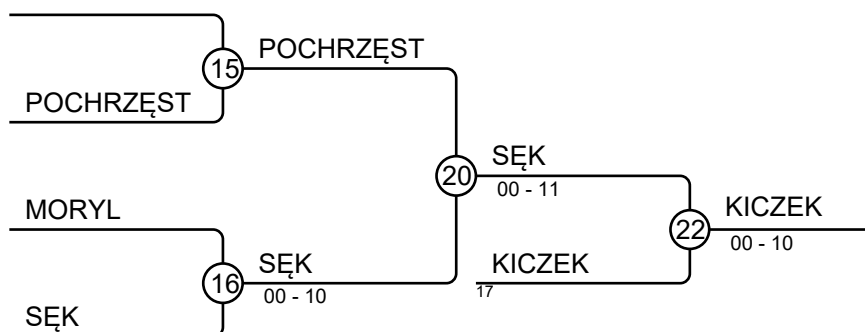 15
POCHRZĘST
POCHRZĘST
20
SĘK
00 - 11
MORYL
22
KICZEK
00 - 10
16
SĘK
00 - 10
KICZEK
17
SĘK